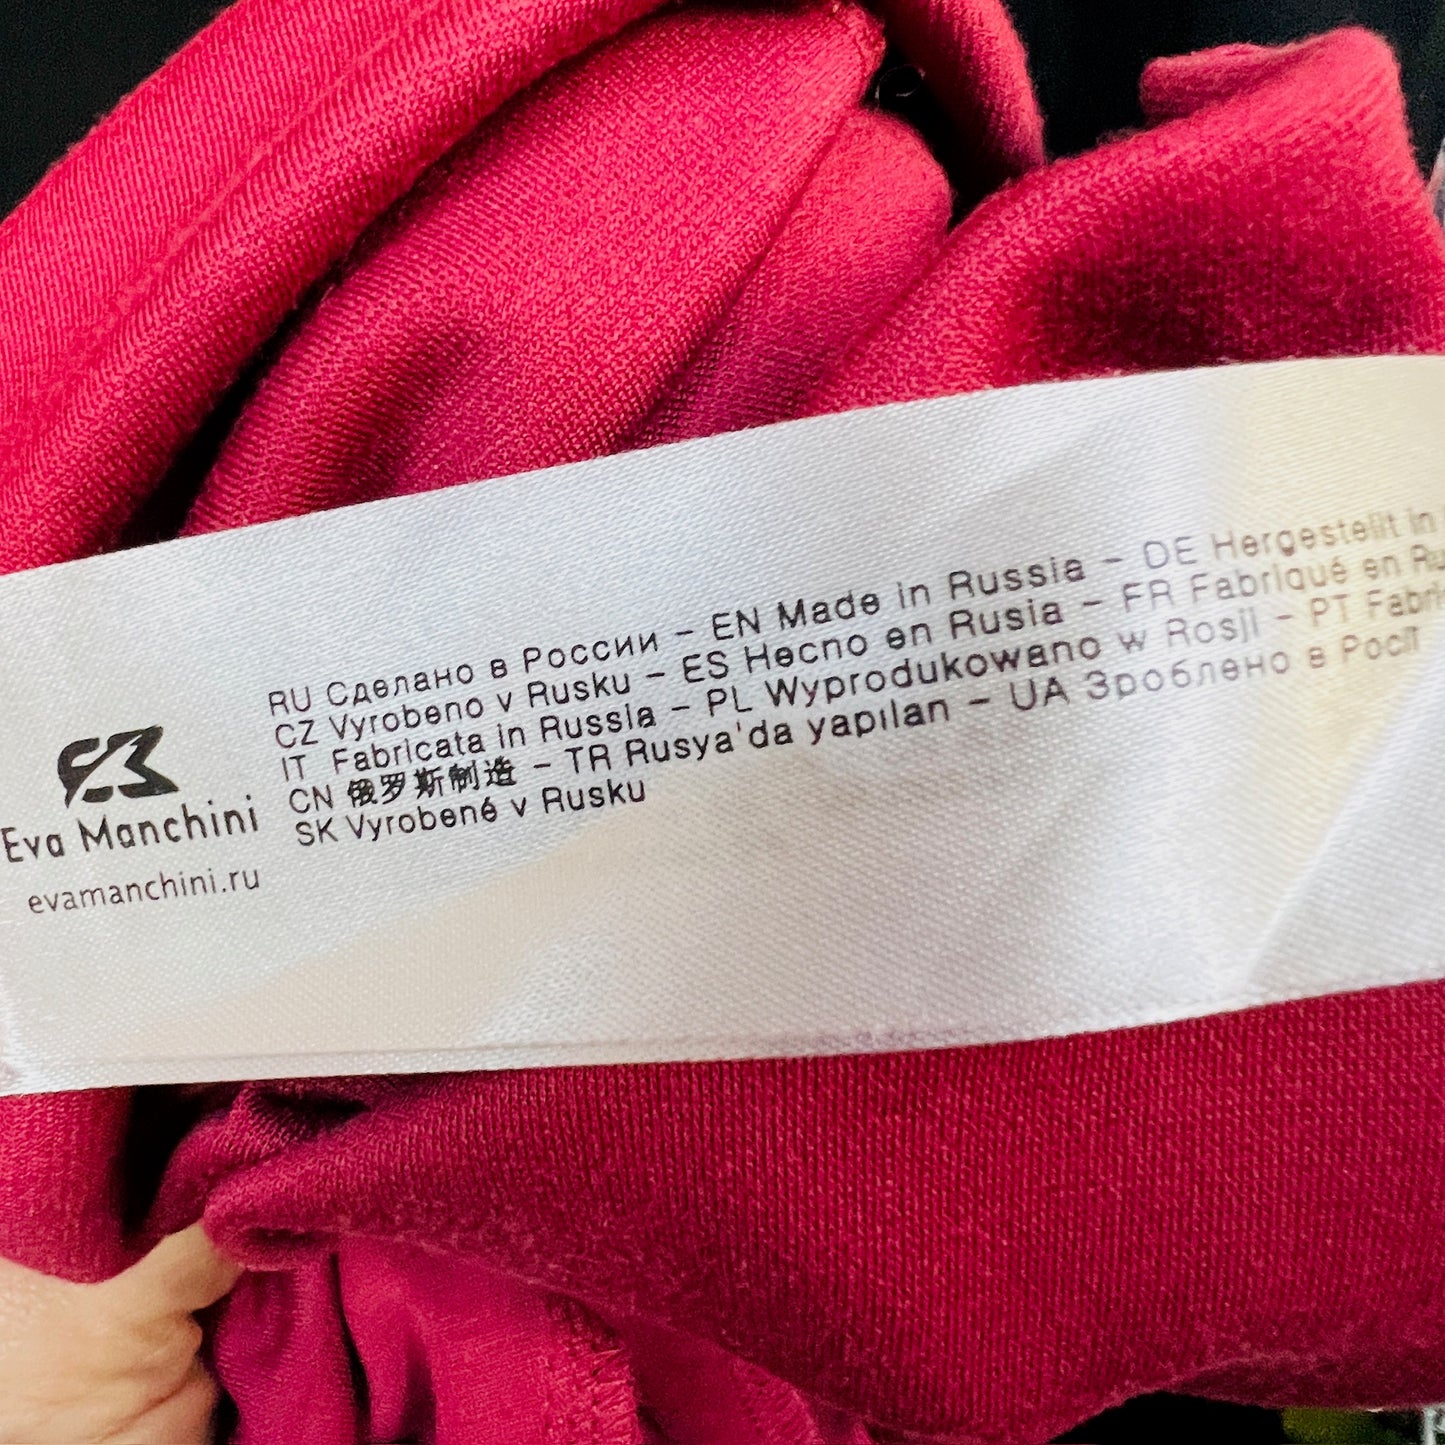 Eva Manchini
evamanchini.ru
RU Сделано в России – EN Made in Russia – DE Hergestellt in
CZ Vyrobeno v Rusku – ES Hecno en Rusia – FR Fabriqué en
IT Fabricata in Russia – PL Wyprodukowano w Rosji – PT
CN 俄罗斯制造 – TR Rusya'da yapılan – UA Зроблено в Росії
SK Vyrobené v Rusku